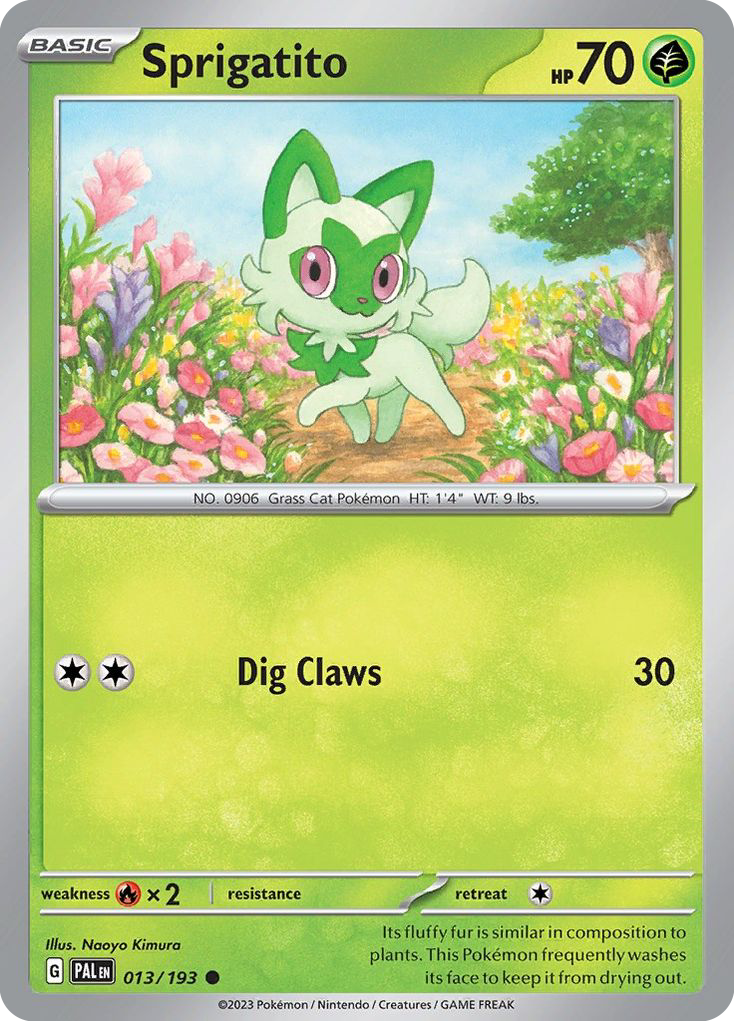 BASIC
Sprigatito
HP 70
NO. 0906 Grass Cat Pokémon HT: 1'4" WT: 9 lbs.
Dig Claws 30
weakness ×2 resistance retreat
Illus. Naoyo Kimura
Its fluffy fur is similar in composition to
plants. This Pokémon frequently washes
its face to keep it from drying out.
G PAL EN 013/193
©2023 Pokémon / Nintendo / Creatures / GAME FREAK